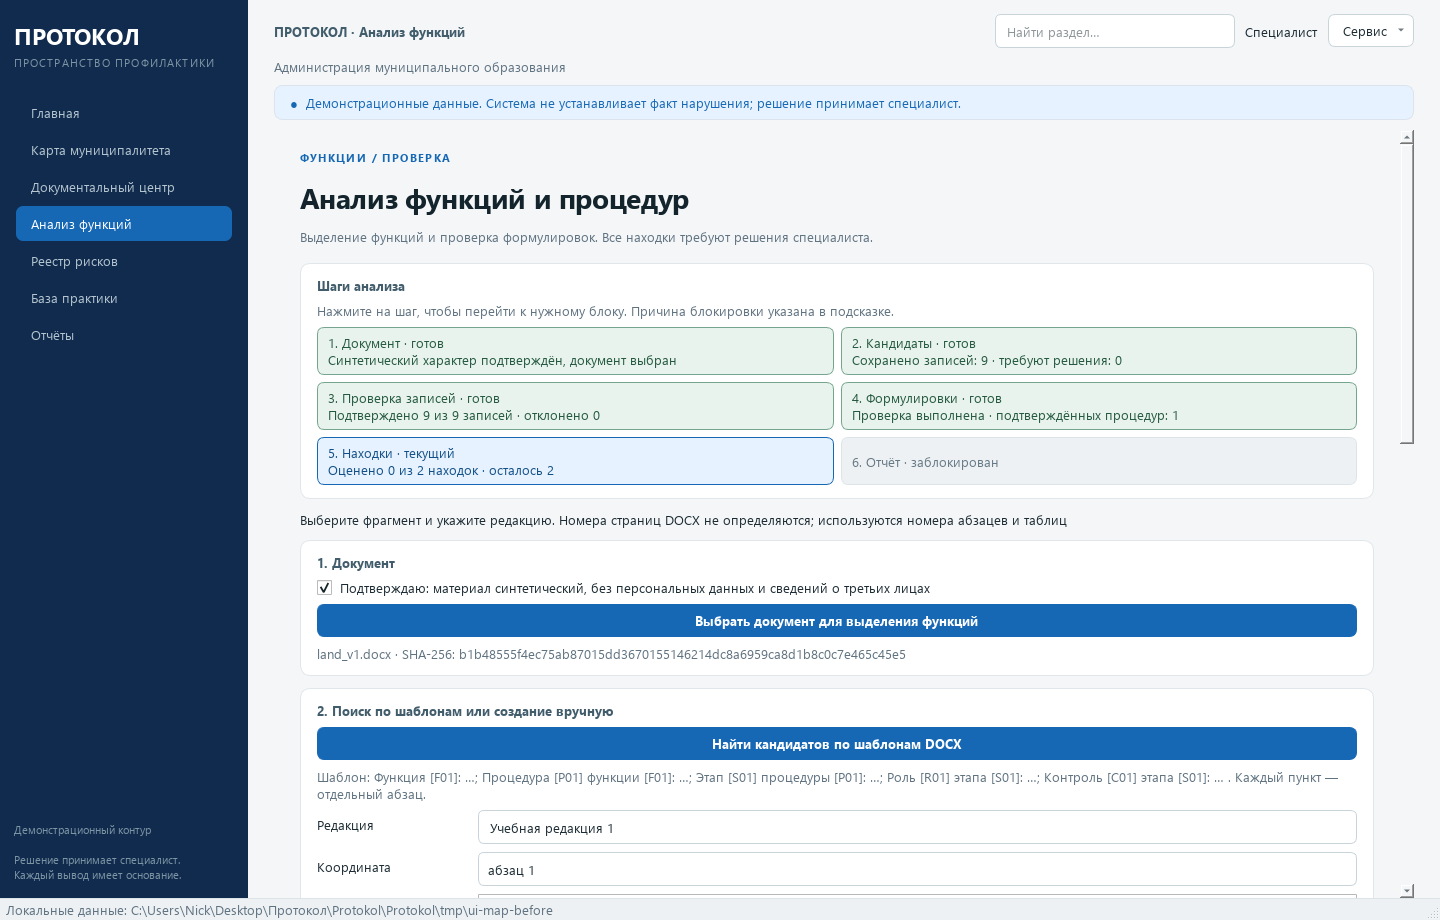 ПРОТОКОЛ
ПРОСТРАНСТВО ПРОФИЛАКТИКИ
Главная
Карта муниципалитета
Документальный центр
Анализ функций
Реестр рисков
База практики
Отчёты
Демонстрационный контур
Решение принимает специалист.
Каждый вывод имеет основание.
ПРОТОКОЛ · Анализ функций
Найти раздел...
Специалист
Сервис
Администрация муниципального образования
● Демонстрационные данные. Система не устанавливает факт нарушения; решение принимает специалист.
ФУНКЦИИ / ПРОВЕРКА
Анализ функций и процедур
Выделение функций и проверка формулировок. Все находки требуют решения специалиста.
Шаги анализа
Нажмите на шаг, чтобы перейти к нужному блоку. Причина блокировки указана в подсказке.
1. Документ · готов
Синтетический характер подтверждён, документ выбран
2. Кандидаты · готов
Сохранено записей: 9 · требуют решения: 0
3. Проверка записей · готов
Подтверждено 9 из 9 записей · отклонено 0
4. Формулировки · готов
Проверка выполнена · подтверждённых процедур: 1
5. Находки · текущий
Оценено 0 из 2 находок · осталось 2
6. Отчёт · заблокирован
Выберите фрагмент и укажите редакцию. Номера страниц DOCX не определяются; используются номера абзацев и таблиц
1. Документ
Подтверждаю: материал синтетический, без персональных данных и сведений о третьих лицах
Выбрать документ для выделения функций
land_v1.docx · SHA-256: b1b48555f4ec75ab87015dd3670155146214dc8a6959ca8d1b8c0c7e465c45e5
2. Поиск по шаблонам или создание вручную
Найти кандидатов по шаблонам DOCX
Шаблон: Функция [F01]: ...; Процедура [P01] функции [F01]: ...; Этап [S01] процедуры [P01]: ...; Роль [R01] этапа [S01]: ...; Контроль [C01] этапа [S01]: ... . Каждый пункт —
отдельный абзац.
Редакция
Учебная редакция 1
Координата
абзац 1
Локальные данные: C:\Users\Nick\Desktop\Протокол\Protokol\Protokol\tmp\ui-map-before